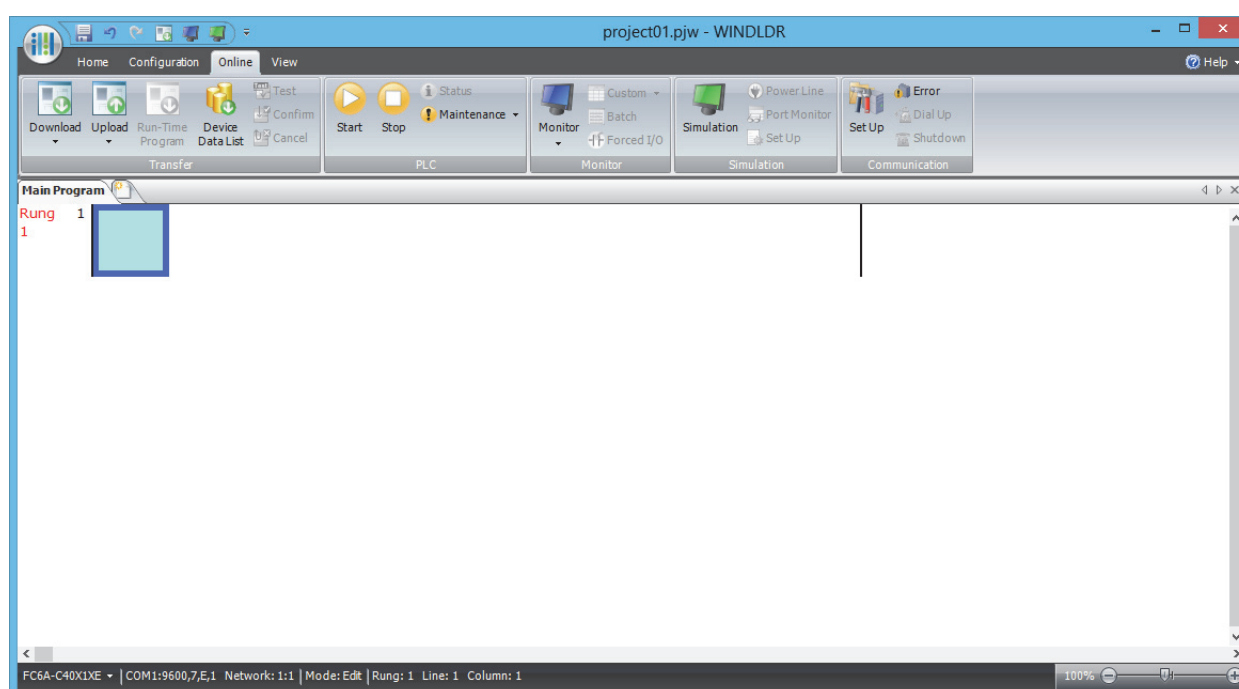 project01.pjw - WINDLDR
Home Configuration Online View Help
Download Upload Run-Time Program Device Data List Test Confirm Cancel
Transfer
Start Stop Status Maintenance
PLC
Monitor Custom Batch Forced I/O
Monitor
Simulation Power Line Port Monitor Set Up
Simulation
Set Up Error Dial Up Shutdown
Communication
Main Program
Rung 1
1
FC6A-C40X1XE COM1:9600,7,E,1 Network: 1:1 Mode: Edit Rung: 1 Line: 1 Column: 1 100%